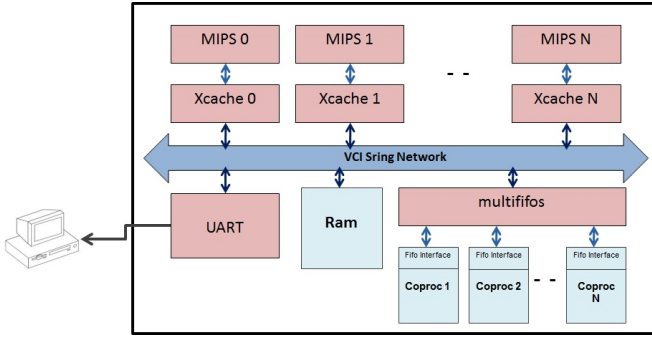 MIPS 0
MIPS 1
MIPS N
- -
Xcache 0
Xcache 1
Xcache N
VCI Sring Network
UART
Ram
multififos
Fifo Interface
Fifo Interface
Fifo Interface
Coproc 1
Coproc 2
- -
Coproc
N